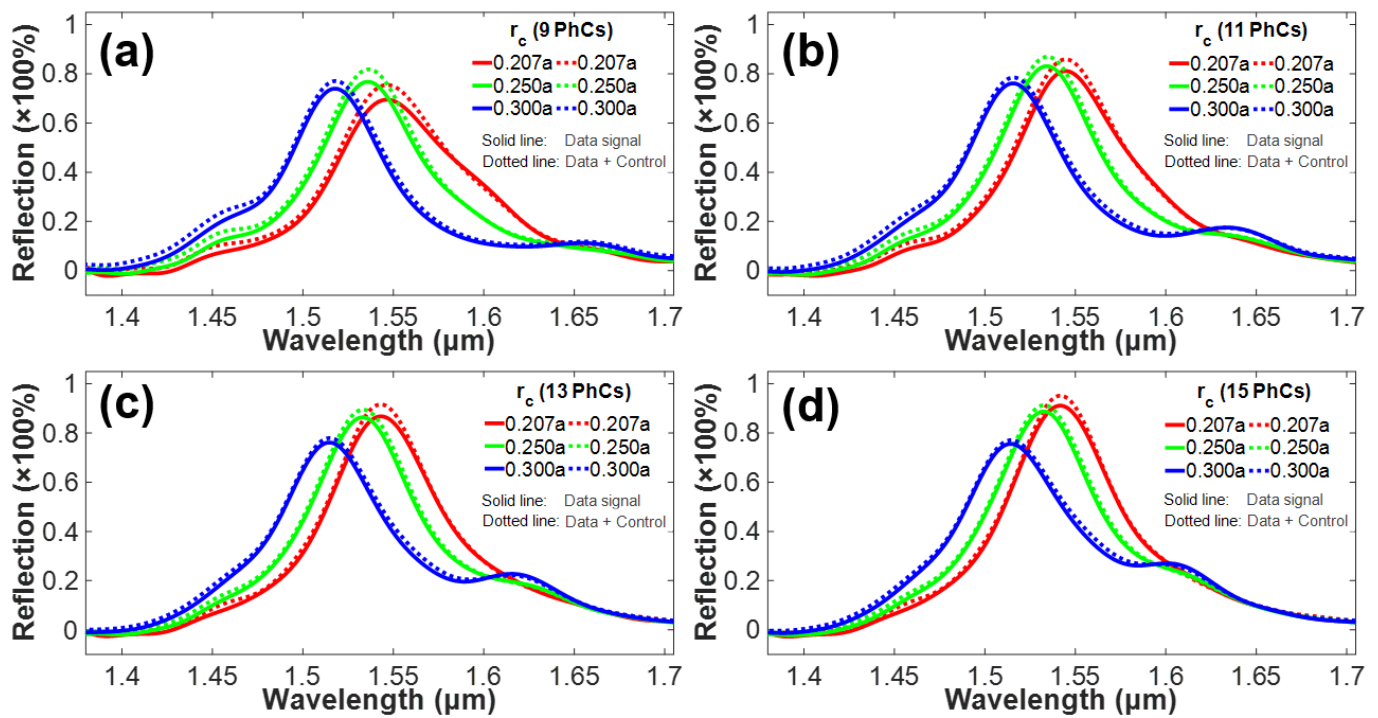 (a)
r_c (9 PhCs)
0.207a 0.207a
0.250a 0.250a
0.300a 0.300a
Solid line: Data signal
Dotted line: Data + Control
Reflection (×100%)
1
0.8
0.6
0.4
0.2
0
1.4 1.45 1.5 1.55 1.6 1.65 1.7
Wavelength (µm)
(b)
r_c (11 PhCs)
0.207a 0.207a
0.250a 0.250a
0.300a 0.300a
Solid line: Data signal
Dotted line: Data + Control
Reflection (×100%)
1
0.8
0.6
0.4
0.2
0
1.4 1.45 1.5 1.55 1.6 1.65 1.7
Wavelength (µm)
(c)
r_c (13 PhCs)
0.207a 0.207a
0.250a 0.250a
0.300a 0.300a
Solid line: Data signal
Dotted line: Data + Control
Reflection (×100%)
1
0.8
0.6
0.4
0.2
0
1.4 1.45 1.5 1.55 1.6 1.65 1.7
Wavelength (µm)
(d)
r_c (15 PhCs)
0.207a 0.207a
0.250a 0.250a
0.300a 0.300a
Solid line: Data signal
Dotted line: Data + Control
Reflection (×100%)
1
0.8
0.6
0.4
0.2
0
1.4 1.45 1.5 1.55 1.6 1.65 1.7
Wavelength (µm)